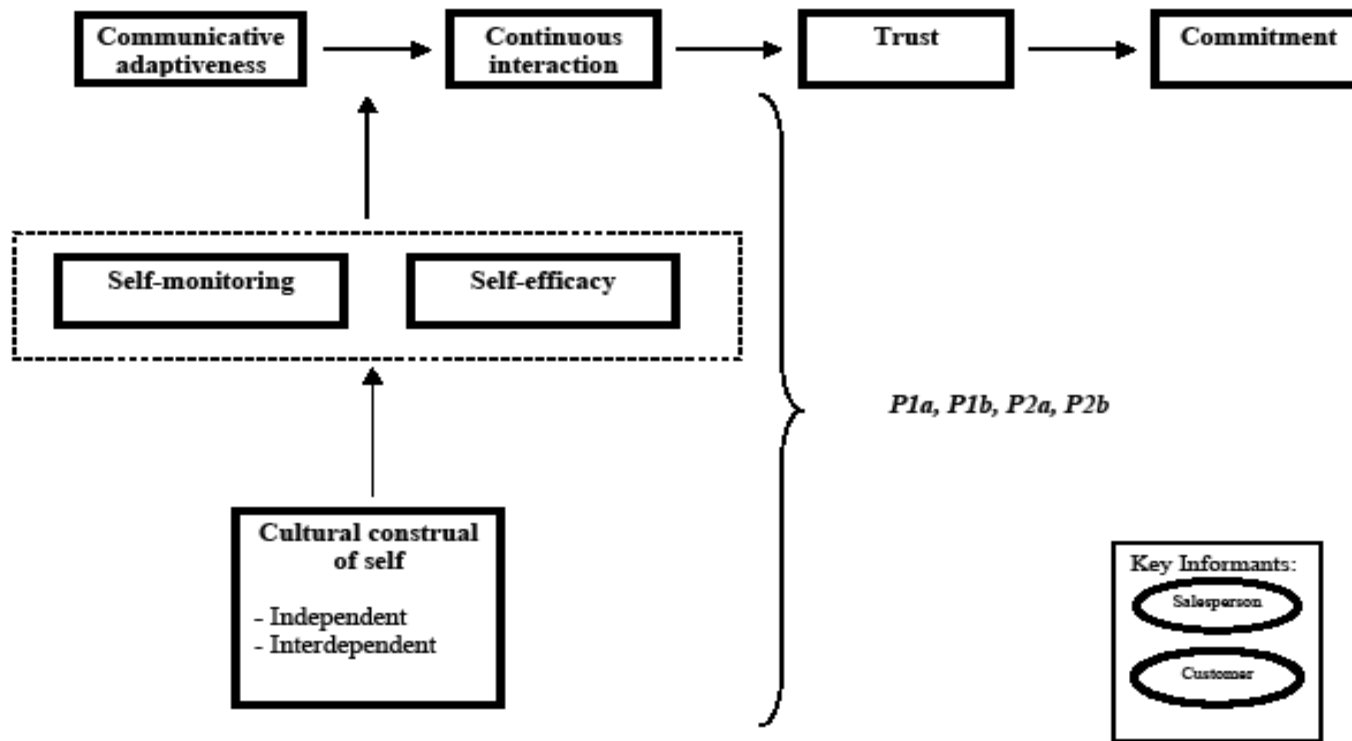 Communicative
adaptiveness
Continuous
interaction
Trust
Commitment
Self-monitoring
Self-efficacy
P1a, P1b, P2a, P2b
Cultural construal
of self
- Independent
- Interdependent
Key Informants:
Salesperson
Customer